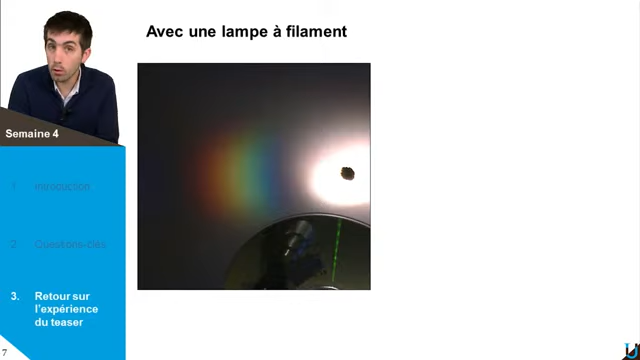 Avec une lampe à filament
Semaine 4
1 Introduction
2 Questions-clés
3. Retour sur
l'expérience
du teaser
7